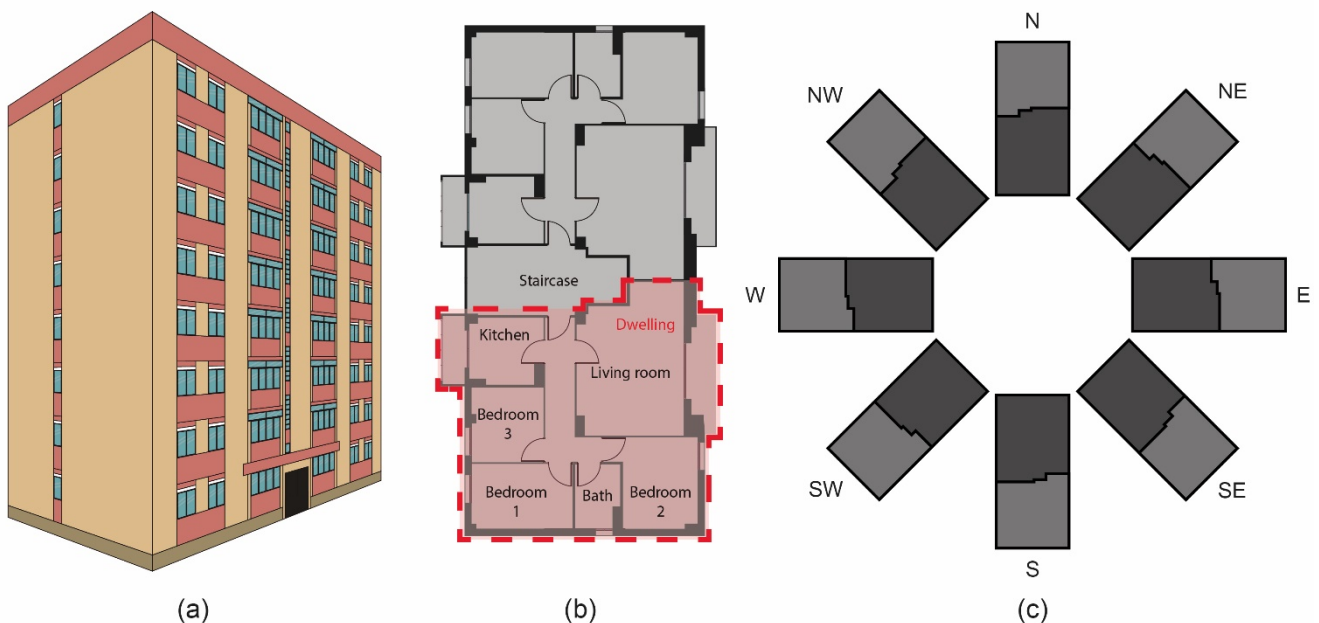 Staircase
Dwelling
Kitchen
Living room
Bedroom
3
Bedroom
1
Bath
Bedroom
2
(a)
(b)
N
NW
NE
W
E
SW
SE
S
(c)